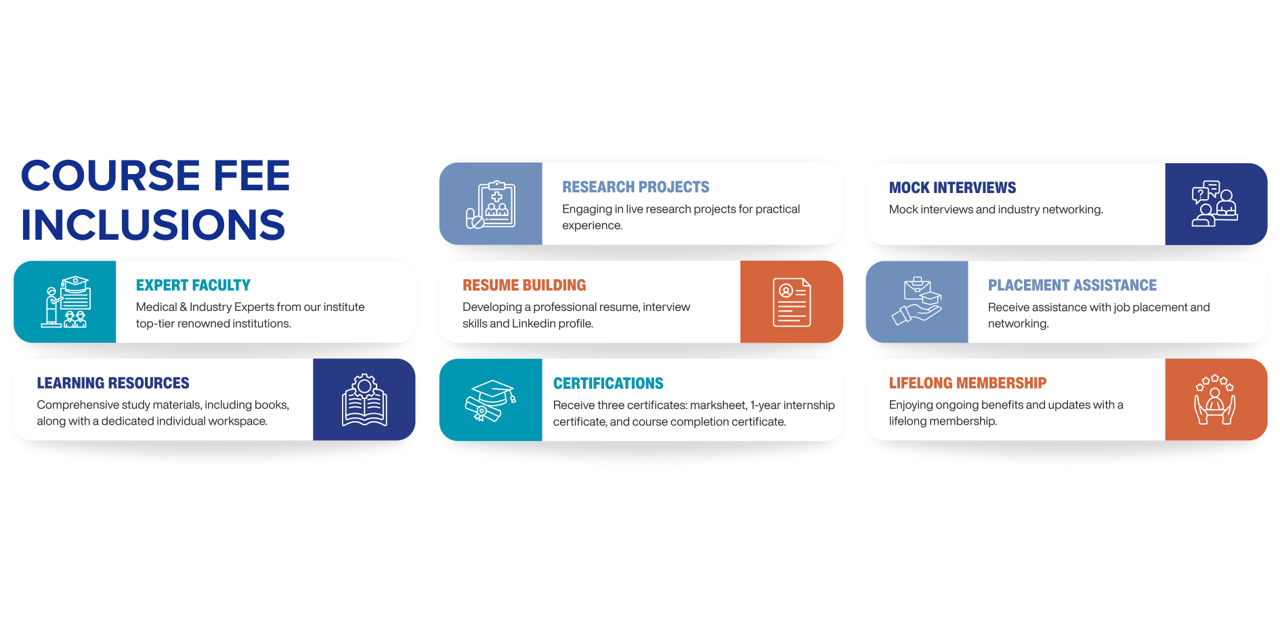 COURSE FEE
INCLUSIONS
EXPERT FACULTY
Medical & Industry Experts from our institute
top-tier renowned institutions.
LEARNING RESOURCES
Comprehensive study materials, including books,
along with a dedicated individual workspace.
RESEARCH PROJECTS
Engaging in live research projects for practical
experience.
RESUME BUILDING
Developing a professional resume, interview
skills and Linkedin profile.
CERTIFICATIONS
Receive three certificates: marksheet, 1-year internship
certificate, and course completion certificate.
MOCK INTERVIEWS
Mock interviews and industry networking.
?
PLACEMENT ASSISTANCE
Receive assistance with job placement and
networking.
LIFELONG MEMBERSHIP
Enjoying ongoing benefits and updates with a
lifelong membership.